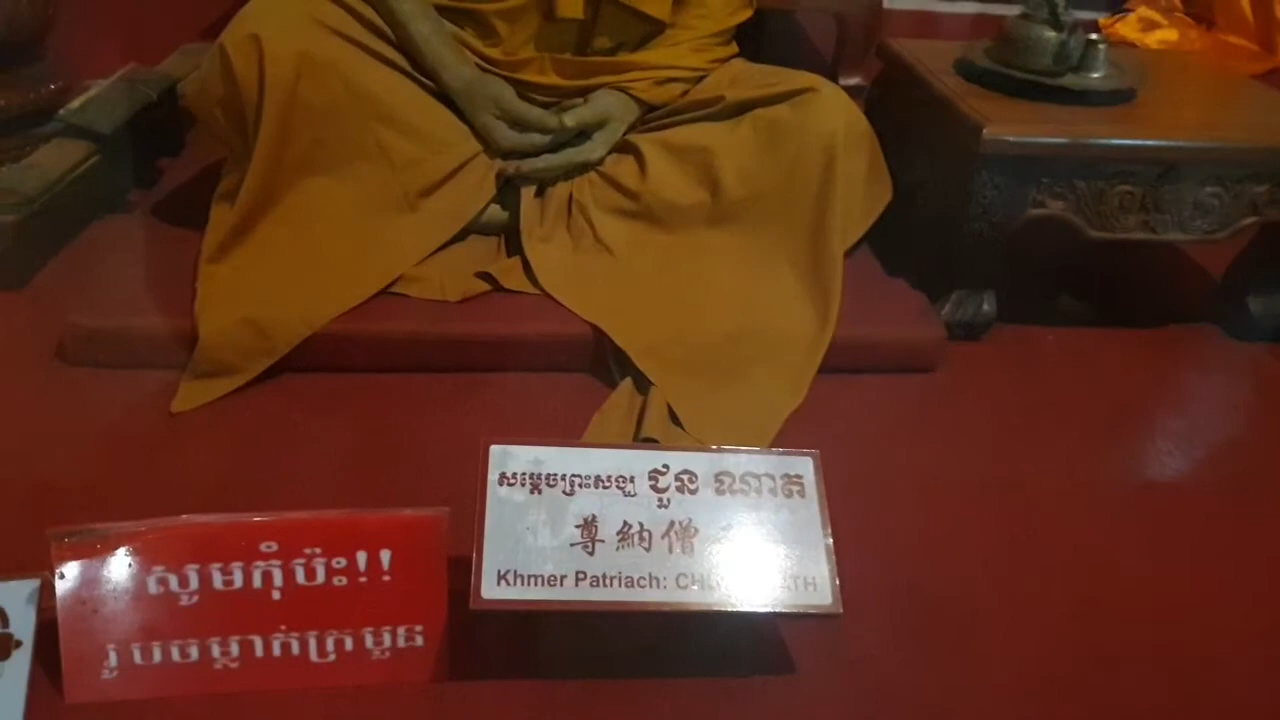 សូមកុំប៉ះ!!
រូបចម្លាក់ក្រមួន
សម្តេចព្រះសង្ឃ ជួន ណាត
尊納僧
Khmer Patriach: